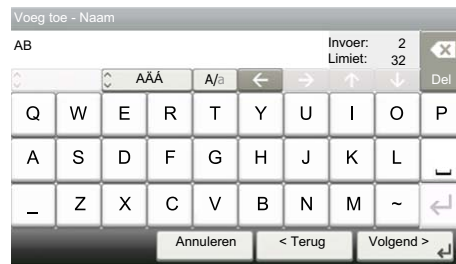 Voeg toe - Naam
AB Invoer: 2
Limiet: 32
AÄÁ A/a ← → ↑ ↓ Del
Q W E R T Y U I O P
A S D F G H J K L
_ Z X C V B N M ~
Annuleren < Terug Volgend >